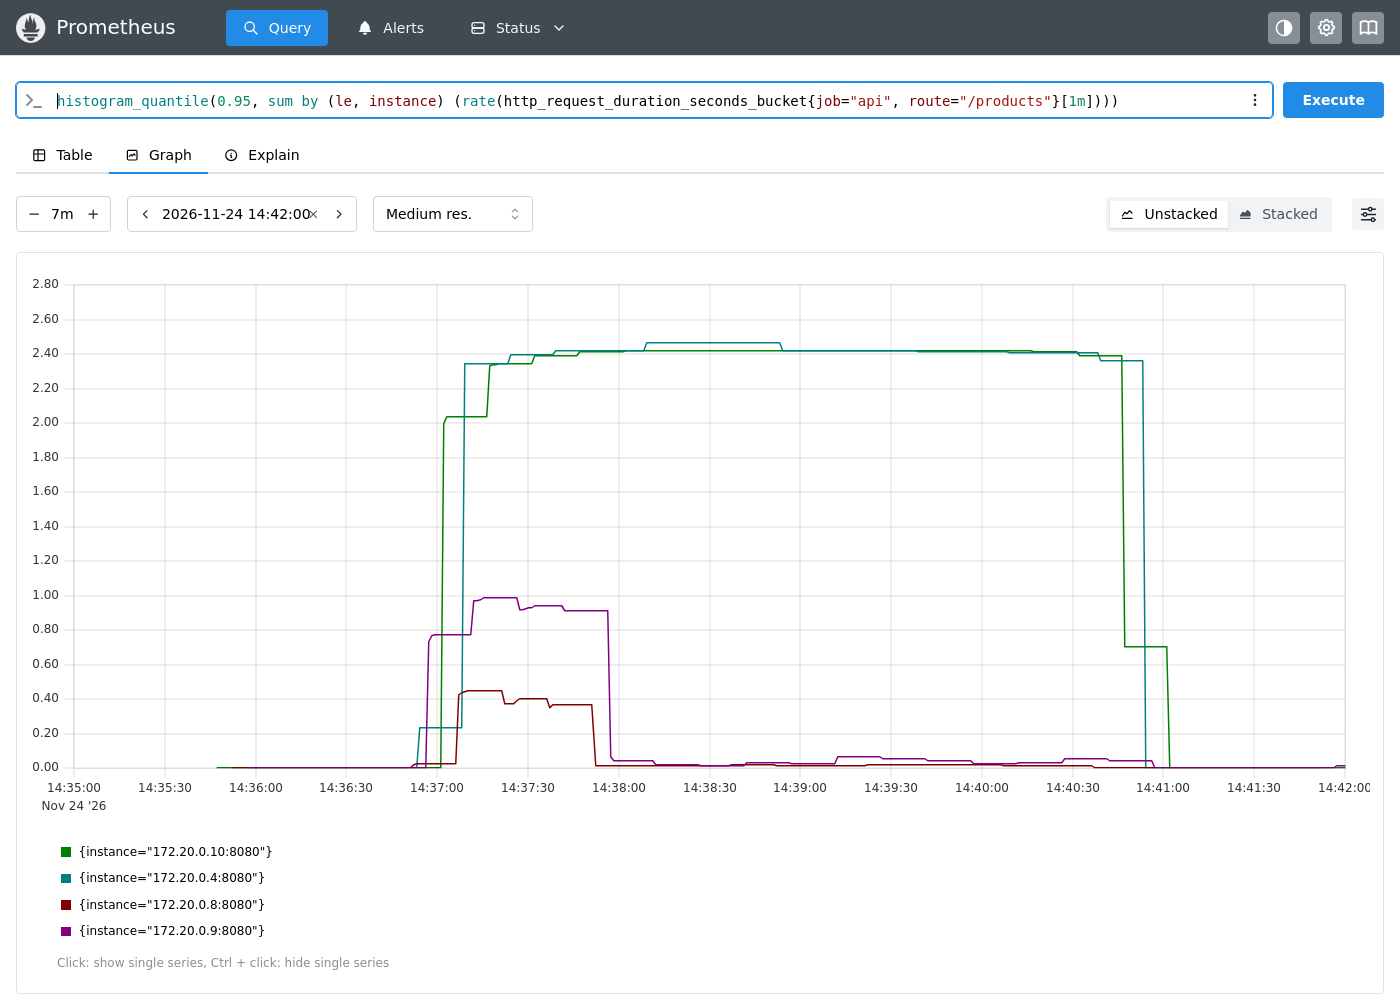 Prometheus Query Alerts Status
histogram_quantile(0.95, sum by (le, instance) (rate(http_request_duration_seconds_bucket{job="api", route="/products"}[1m])))
Execute
Table Graph Explain
7m 2026-11-24 14:42:00 Medium res. Unstacked Stacked
2.80
2.60
2.40
2.20
2.00
1.80
1.60
1.40
1.20
1.00
0.80
0.60
0.40
0.20
0.00
14:35:00 14:35:30 14:36:00 14:36:30 14:37:00 14:37:30 14:38:00 14:38:30 14:39:00 14:39:30 14:40:00 14:40:30 14:41:00 14:41:30 14:42:00
Nov 24 '26
{instance="172.20.0.10:8080"}
{instance="172.20.0.4:8080"}
{instance="172.20.0.8:8080"}
{instance="172.20.0.9:8080"}
Click: show single series, Ctrl + click: hide single series